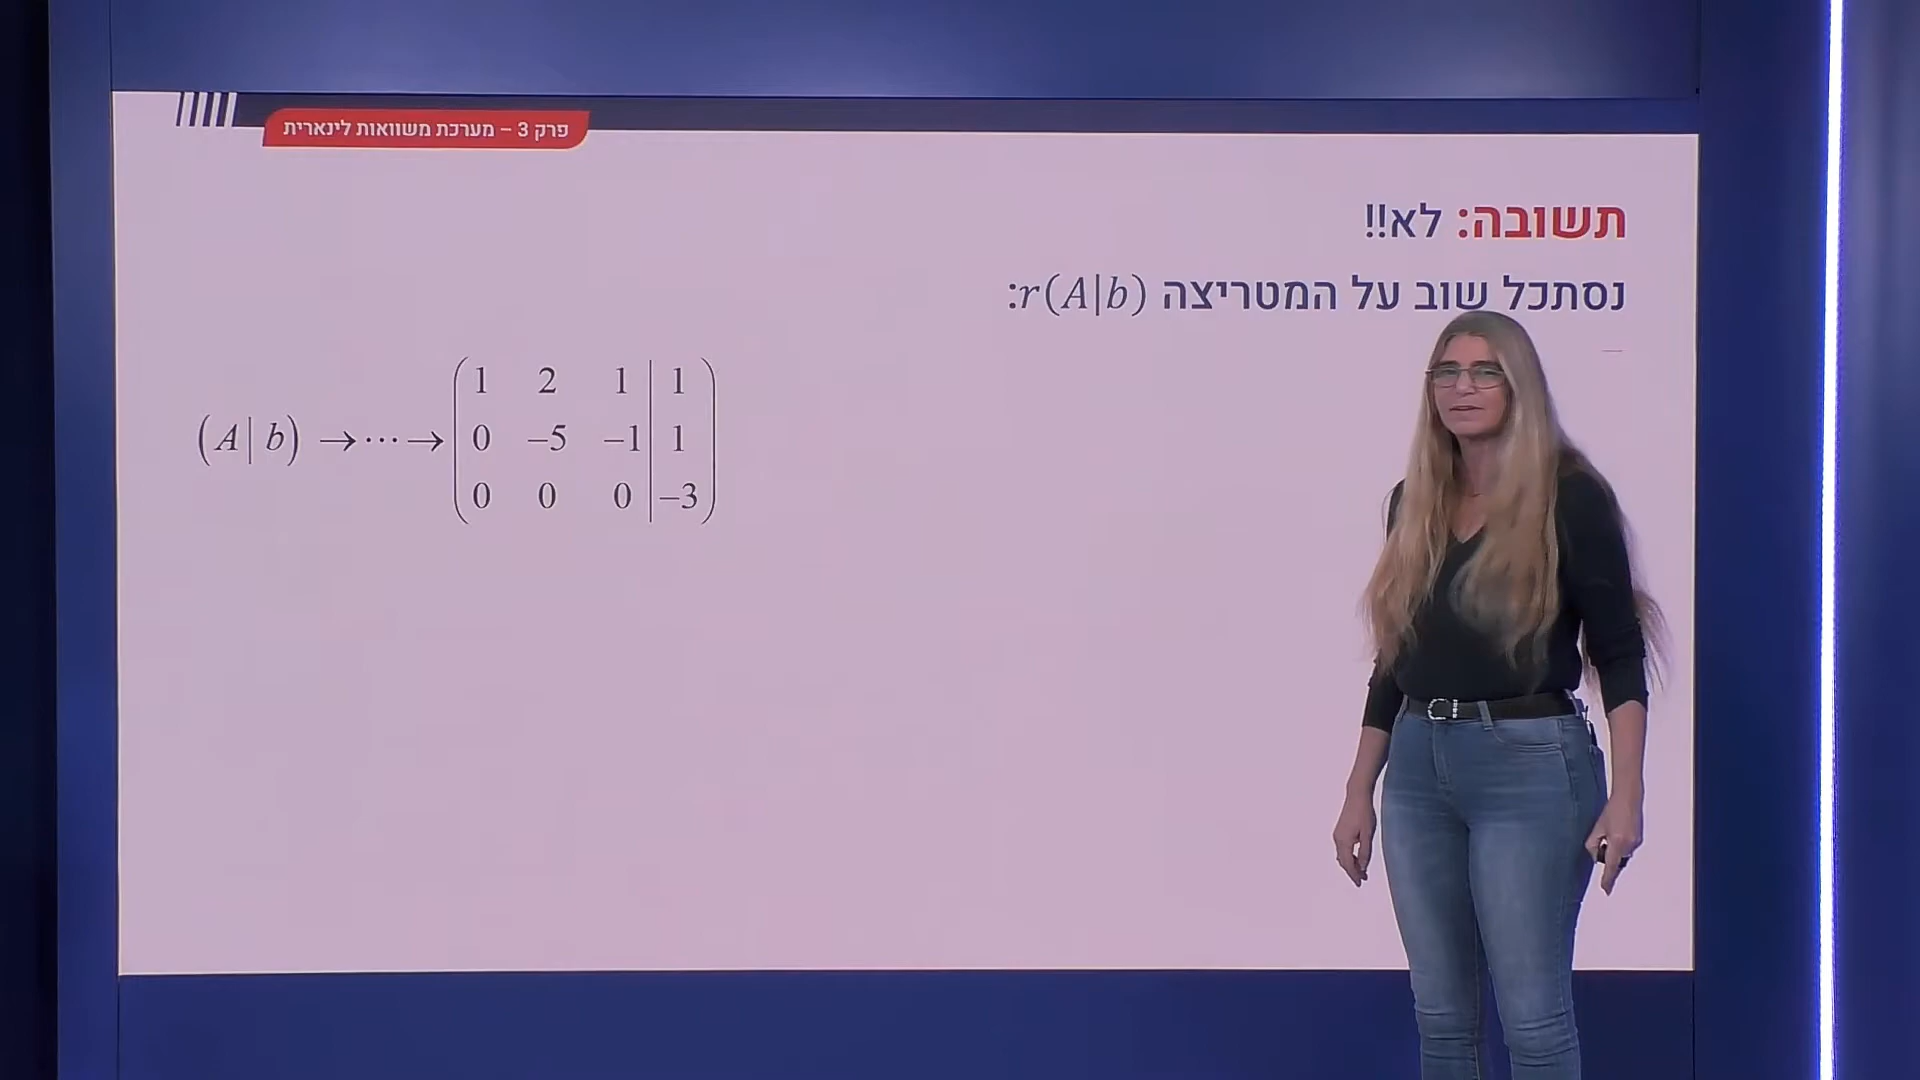 פרק 3 – מערכת משוואות לינארית
תשובה: לא!!
נסתכל שוב על המטריצה r(A|b):
(A|b) →⋯→ ( 1 2 1 | 1 )
( 0 −5 −1 | 1 )
( 0 0 0 | −3 )